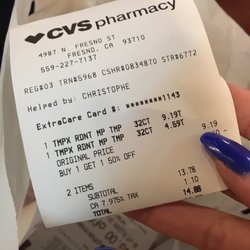 CVS pharmacy
4987 N. FRESNO ST
FRESNO, CA 93710
559-227-7137
REG#03 TRN#5968 CSHR#0834870 STR#6772
Helped by: CHRISTOPHE
ExtraCare Card #: ********1143
1 TMPX RDNT MP TMP 32CT 9.19T
1 TMPX RDNT MP TMP 32CT 4.59T
ORIGINAL PRICE 9.19
BUY 1 GET 1 50% OFF
2 ITEMS
SUBTOTAL 13.78
CA 7.975% TAX 1.10
TOTAL 14.88